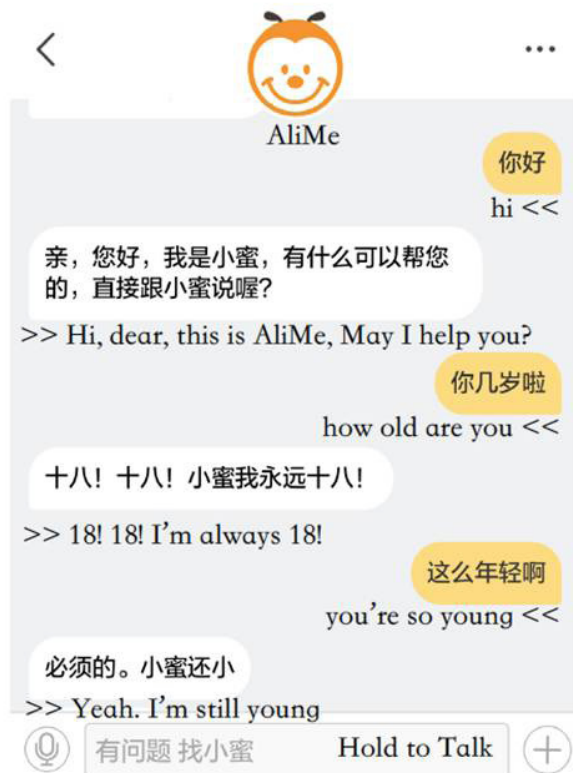 AliMe
你好
hi <<
亲，您好，我是小蜜，有什么可以帮您
的，直接跟小蜜说喔？
>> Hi, dear, this is AliMe, May I help you?
你几岁啦
how old are you <<
十八！十八！小蜜我永远十八！
>> 18! 18! I'm always 18!
这么年轻啊
you're so young <<
必须的。小蜜还小
>> Yeah. I'm still young
有问题 找小蜜 Hold to Talk